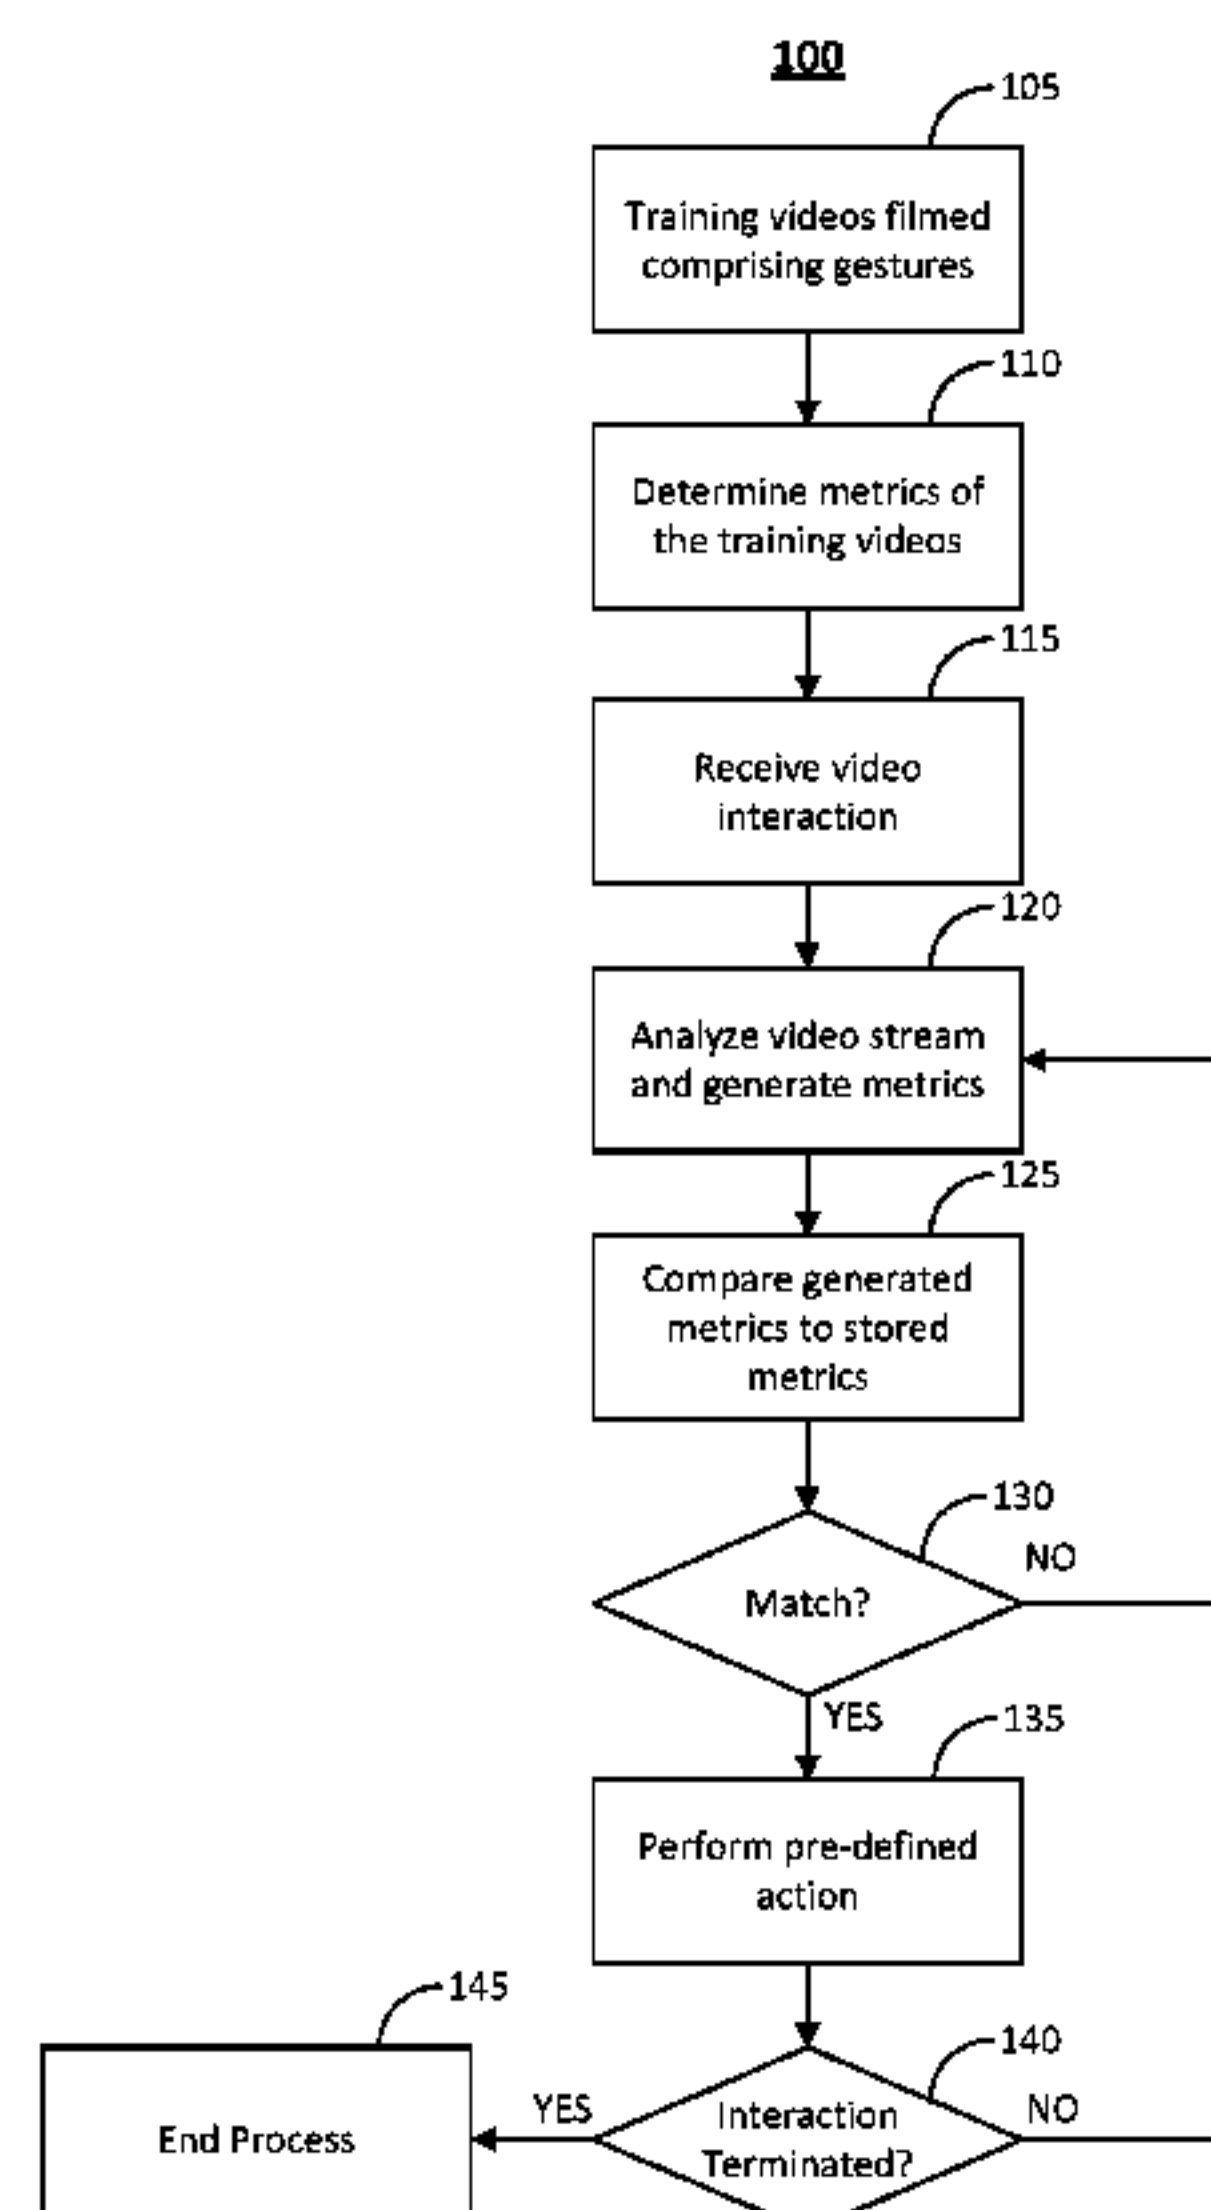 100
105
Training videos filmed
comprising gestures
110
Determine metrics of
the training videos
115
Receive video
interaction
120
Analyze video stream
and generate metrics
125
Compare generated
metrics to stored
metrics
130
Match?
NO
YES
135
Perform pre-defined
action
145
End Process
140
YES
Interaction
Terminated?
NO